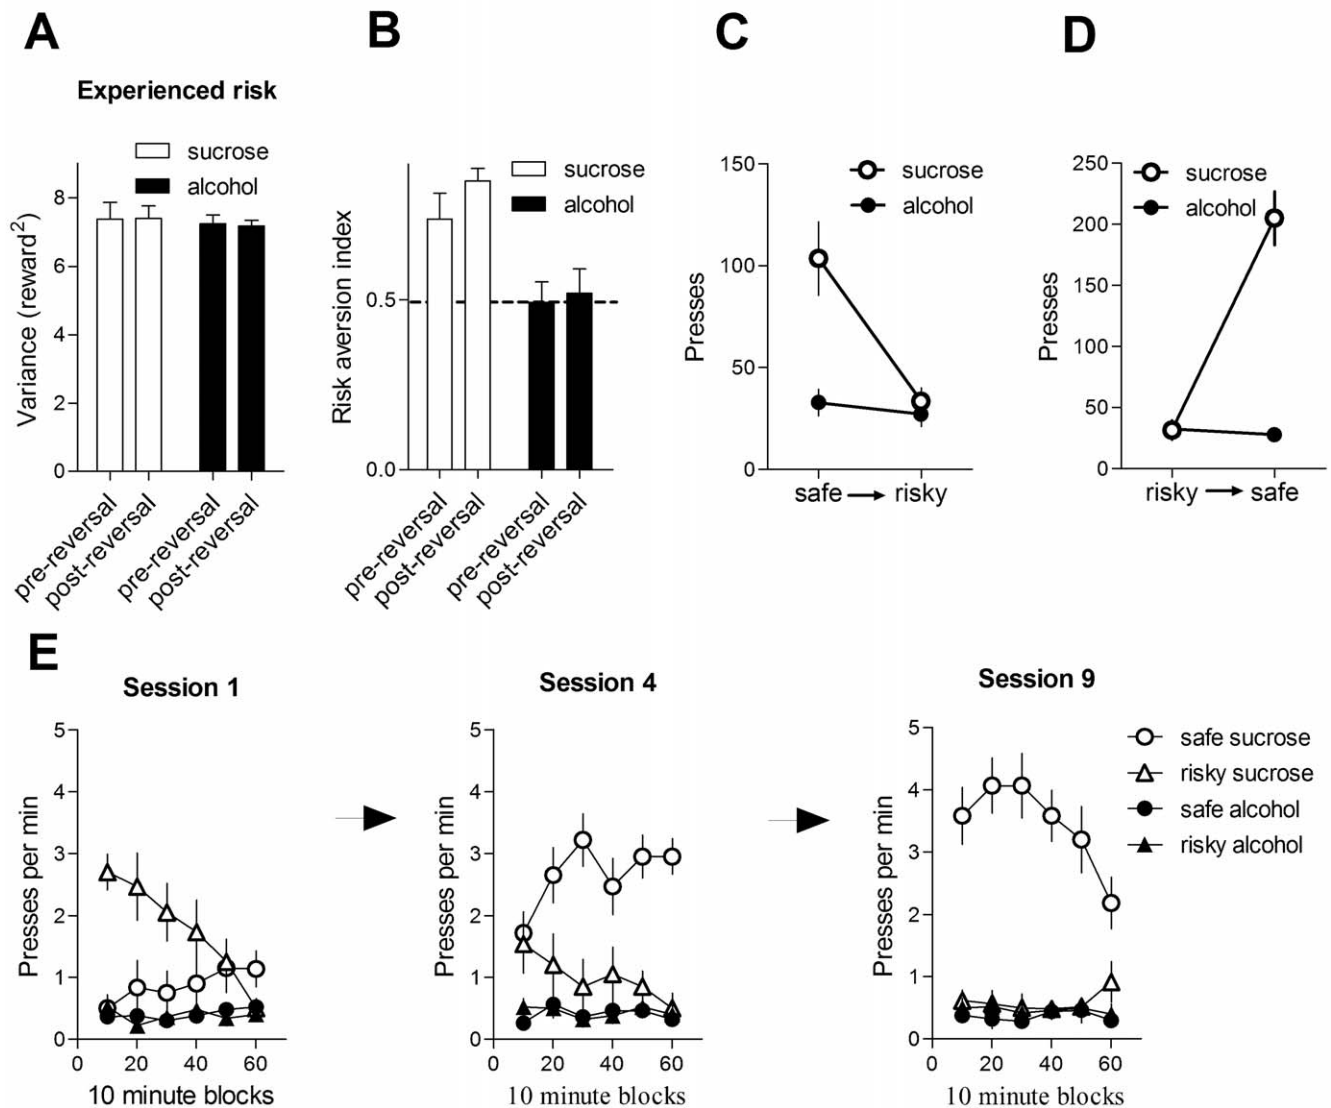 A
Experienced risk
sucrose
alcohol
Variance (reward2)
8
6
4
2
0
pre-reversal
post-reversal
pre-reversal
post-reversal
B
sucrose
alcohol
Risk aversion index
0.5
0.0
pre-reversal
post-reversal
pre-reversal
post-reversal
C
sucrose
alcohol
Presses
150
100
50
0
safe → risky
D
sucrose
alcohol
Presses
250
200
150
100
50
0
risky → safe
E
Session 1
Presses per min
5
4
3
2
1
0
0 20 40 60
10 minute blocks
Session 4
Presses per min
5
4
3
2
1
0
0 20 40 60
10 minute blocks
Session 9
Presses per min
5
4
3
2
1
0
0 20 40 60
10 minute blocks
safe sucrose
risky sucrose
safe alcohol
risky alcohol